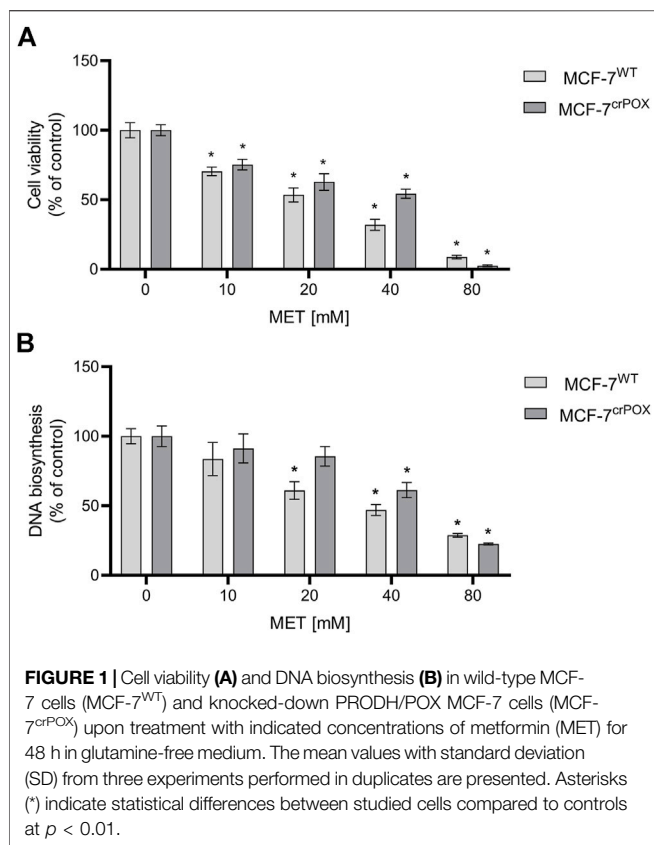 A
150
100
50
0
Cell viability
(% of control)
* * * * * * * *
0 10 20 40 80
MET [mM]
MCF-7WT
MCF-7crPOX
B
150
100
50
0
DNA biosynthesis
(% of control)
* * * * *
0 10 20 40 80
MET [mM]
MCF-7WT
MCF-7crPOX
FIGURE 1 | Cell viability (A) and DNA biosynthesis (B) in wild-type MCF-
7 cells (MCF-7WT) and knocked-down PRODH/POX MCF-7 cells (MCF-
7crPOX) upon treatment with indicated concentrations of metformin (MET) for
48 h in glutamine-free medium. The mean values with standard deviation
(SD) from three experiments performed in duplicates are presented. Asterisks
(*) indicate statistical differences between studied cells compared to controls
at p < 0.01.